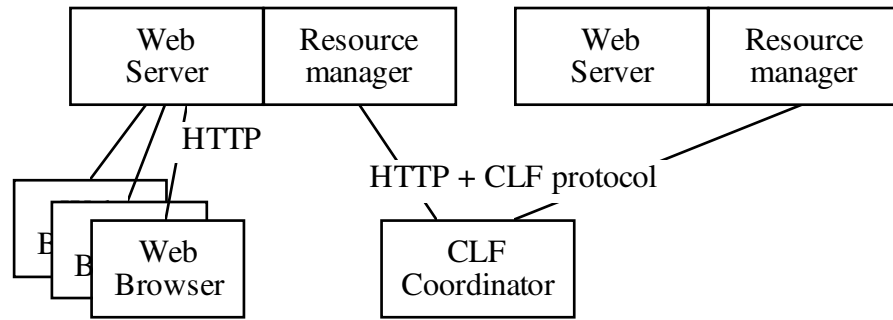 Web
Server
Resource
manager
Web
Server
Resource
manager
HTTP
HTTP + CLF protocol
B
B
Web
Browser
CLF
Coordinator